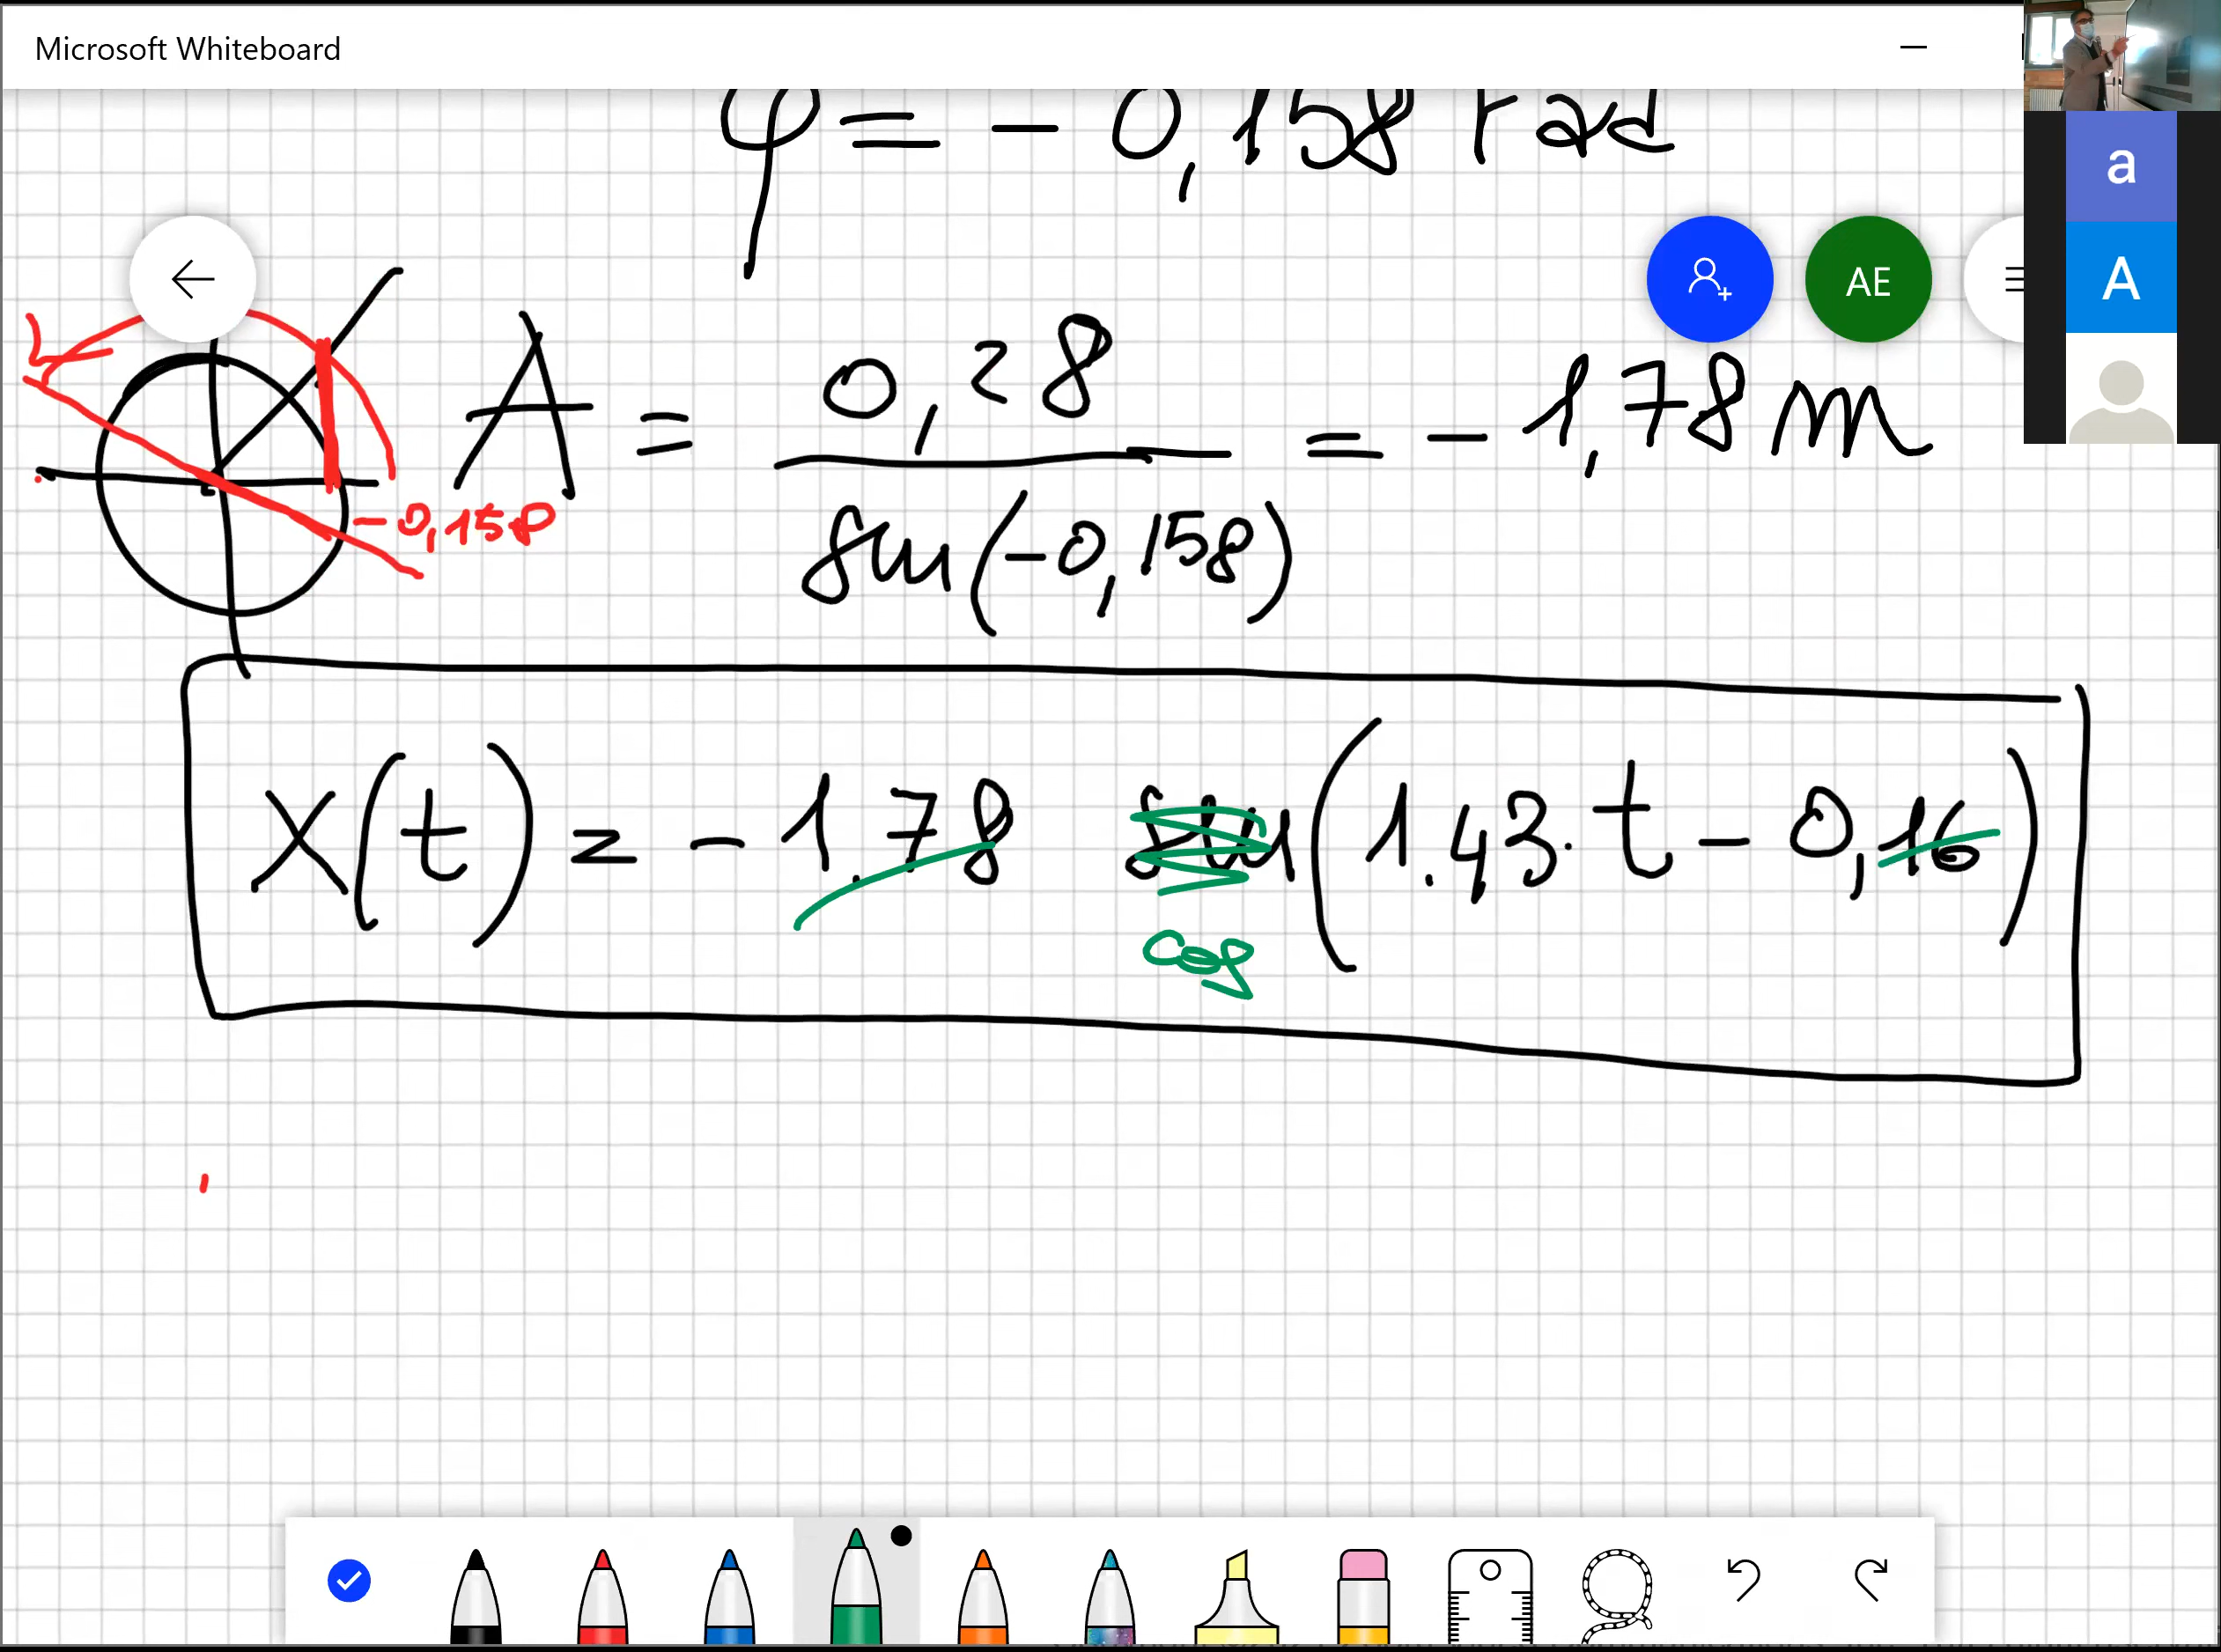 Microsoft Whiteboard
φ = - 0,158 rad
a
AE
A
A = 0,28 / sin(-0,158) = - 1,78 m
-0,158
X(t) = - 1.78 sin (1.43·t - 0,16)
cos